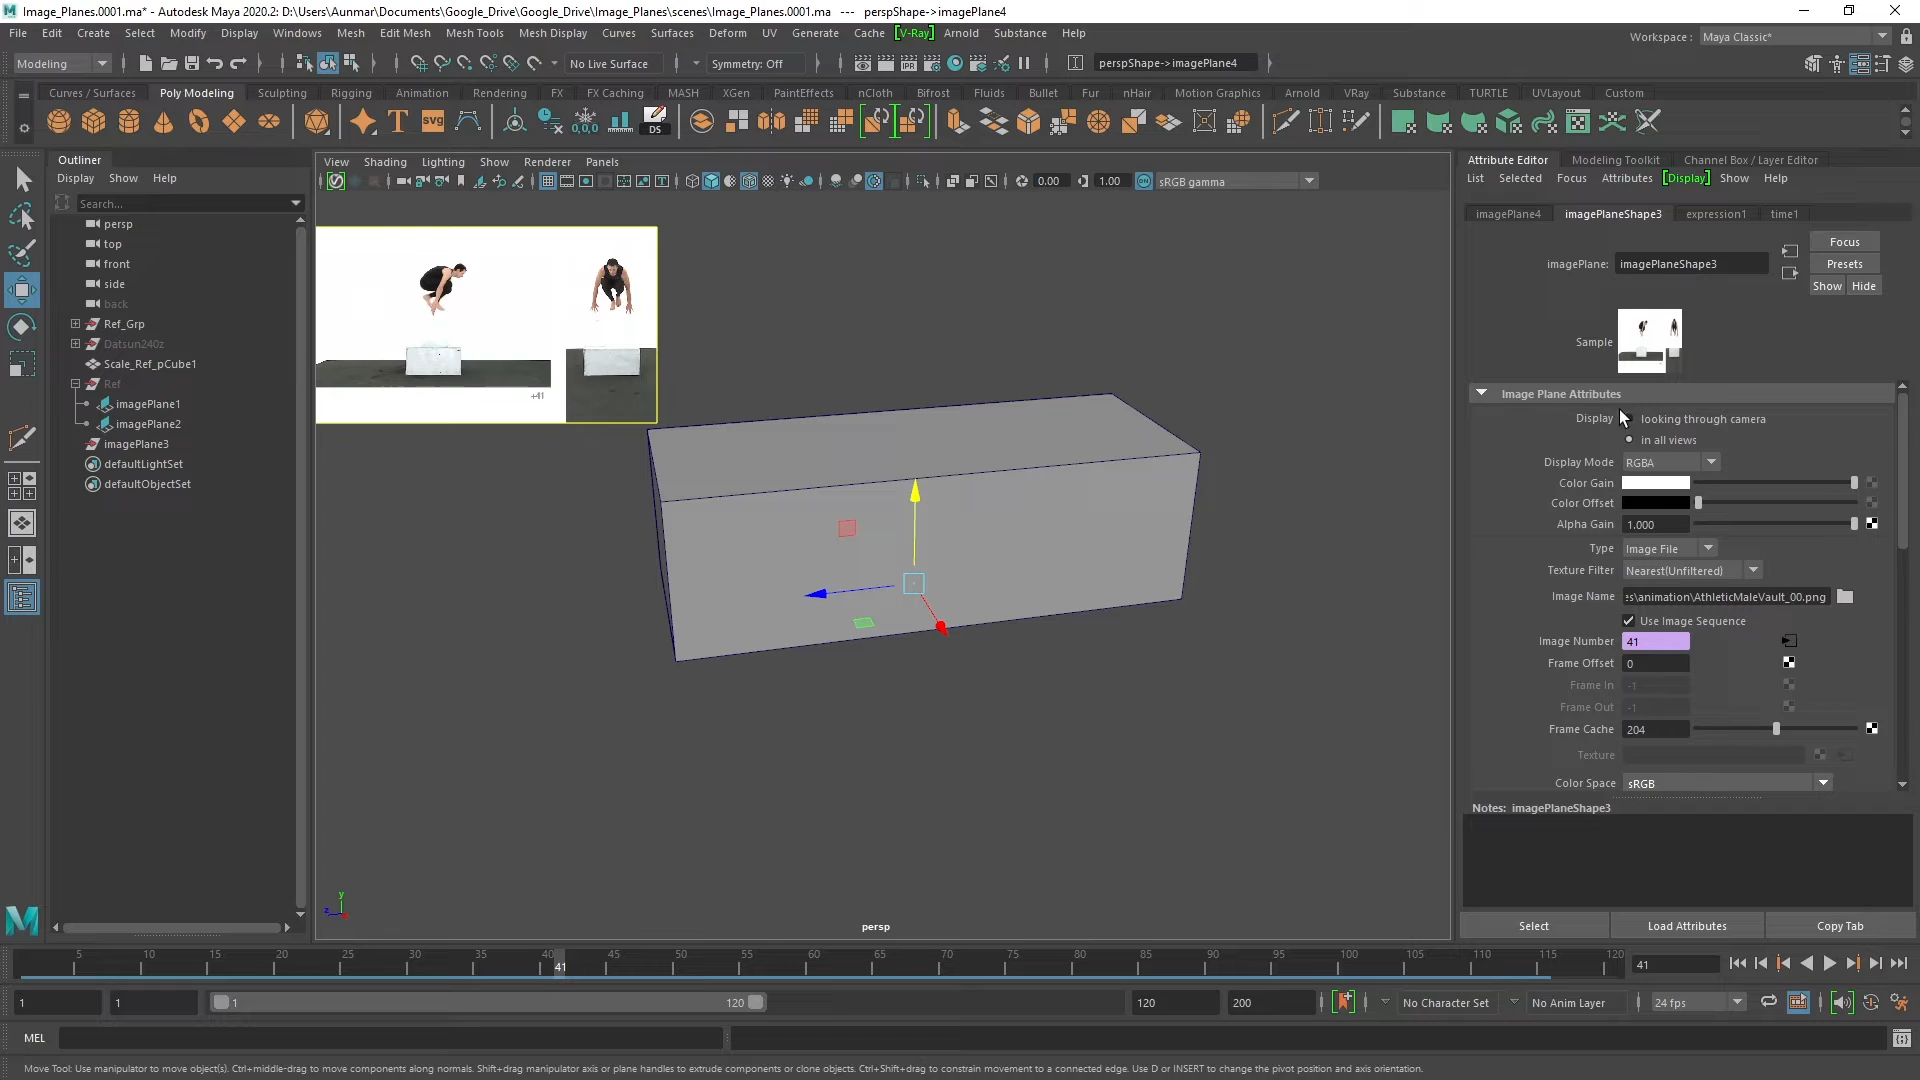 Image_Planes.0001.ma* - Autodesk Maya 2020.2: D:\Users\Aunmar\Documents\Google_Drive\Google_Drive\Image_Planes\scenes\Image_Planes.0001.ma --- perspShape->imagePlane4
File Edit Create Select Modify Display Windows Mesh Edit Mesh Mesh Tools Mesh Display Curves Surfaces Deform UV Generate Cache [V-Ray] Arnold Substance Help
Workspace : Maya Classic*
Modeling No Live Surface Symmetry: Off perspShape->imagePlane4
Curves / Surfaces Poly Modeling Sculpting Rigging Animation Rendering FX FX Caching MASH XGen PaintEffects nCloth Bifrost Fluids Bullet Fur nHair Motion Graphics Arnold VRay Substance TURTLE UVLayout Custom
T SVG 0,0,0 DS
Outliner
Display Show Help
Search...
persp
top
front
side
back
Ref_Grp
Datsun240z
Scale_Ref_pCube1
Ref
imagePlane1
imagePlane2
imagePlane3
defaultLightSet
defaultObjectSet
View Shading Lighting Show Renderer Panels
0.00 1.00 sRGB gamma
+41
y
z
persp
Attribute Editor Modeling Toolkit Channel Box / Layer Editor
List Selected Focus Attributes [Display] Show Help
imagePlane4 imagePlaneShape3 expression1 time1
imagePlane: imagePlaneShape3
Focus
Presets
Show Hide
Sample
Image Plane Attributes
Display looking through camera
in all views
Display Mode RGBA
Color Gain
Color Offset
Alpha Gain 1.000
Type Image File
Texture Filter Nearest(Unfiltered)
Image Name es\animation\AthleticMaleVault_00.png
Use Image Sequence
Image Number 41
Frame Offset 0
Frame In -1
Frame Out -1
Frame Cache 204
Texture
Color Space sRGB
Notes: imagePlaneShape3
Select Load Attributes Copy Tab
5 10 15 20 25 30 35 40 45 50 55 60 65 70 75 80 85 90 95 100 105 110 115 120
41
41
1 1 1 120 120 200 No Character Set No Anim Layer 24 fps
MEL
Move Tool: Use manipulator to move object(s). Ctrl+middle-drag to move components along normals. Shift+drag manipulator axis or plane handles to extrude components or clone objects. Ctrl+Shift+drag to constrain movement to a connected edge. Use D or INSERT to change the pivot position and axis orientation.